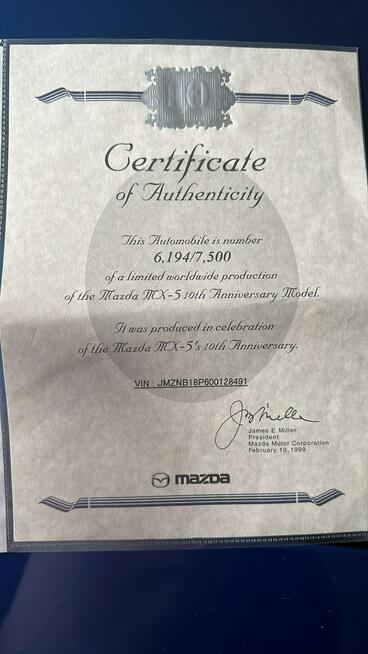 10
Certificate
of Authenticity
This Automobile is number
6,194/7,500
of a limited worldwide production
of the Mazda MX-5 10th Anniversary Model.
It was produced in celebration
of the Mazda MX-5's 10th Anniversary.
VIN : JMZNB18P600128491
James E. Miller
President
Mazda Motor Corporation
February 10, 1999
mazda